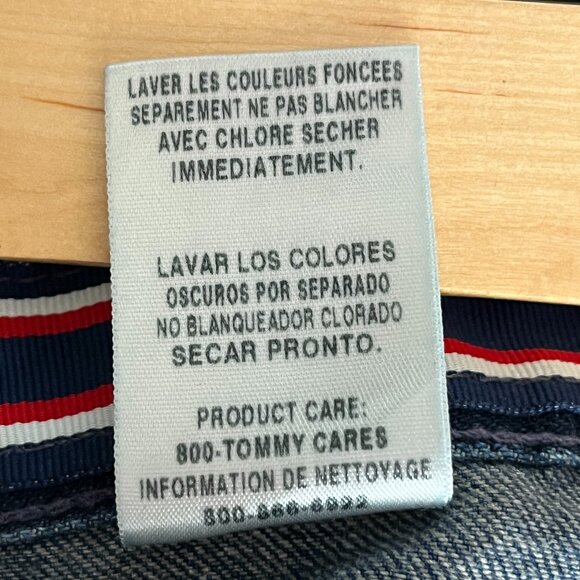 LAVER LES COULEURS FONCEES
SEPAREMENT NE PAS BLANCHER
AVEC CHLORE SECHER
IMMEDIATEMENT.
LAVAR LOS COLORES
OSCUROS POR SEPARADO
NO BLANQUEADOR CLORADO
SECAR PRONTO.
PRODUCT CARE:
800-TOMMY CARES
INFORMATION DE NETTOYAGE